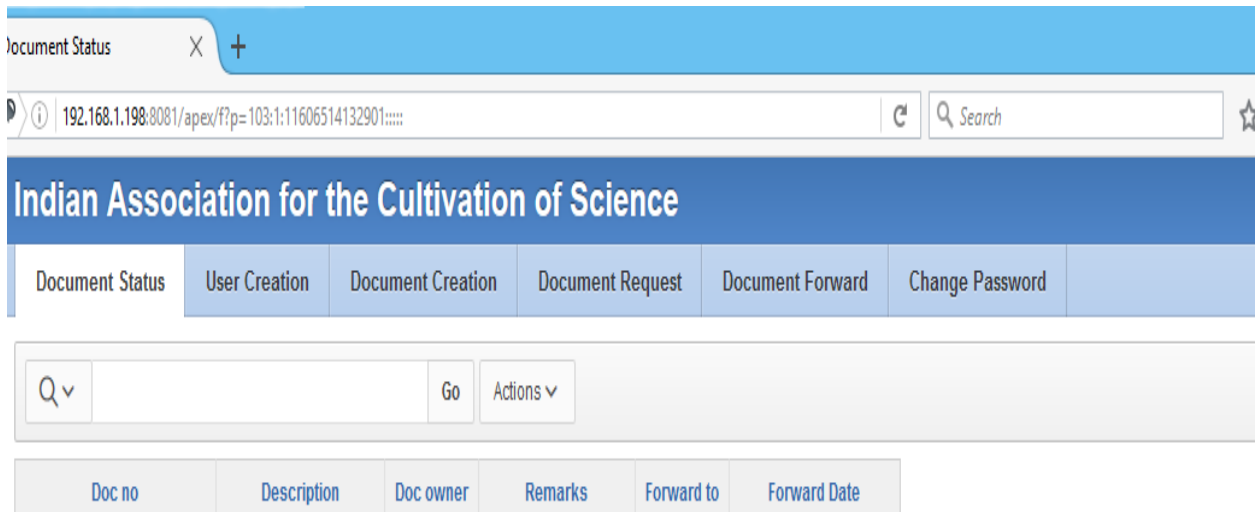 Document Status
192.168.1.198:8081/apex/f?p=103:1:11606514132901:::::
Search
Indian Association for the Cultivation of Science
Document Status User Creation Document Creation Document Request Document Forward Change Password
Go Actions
Doc no Description Doc owner Remarks Forward to Forward Date